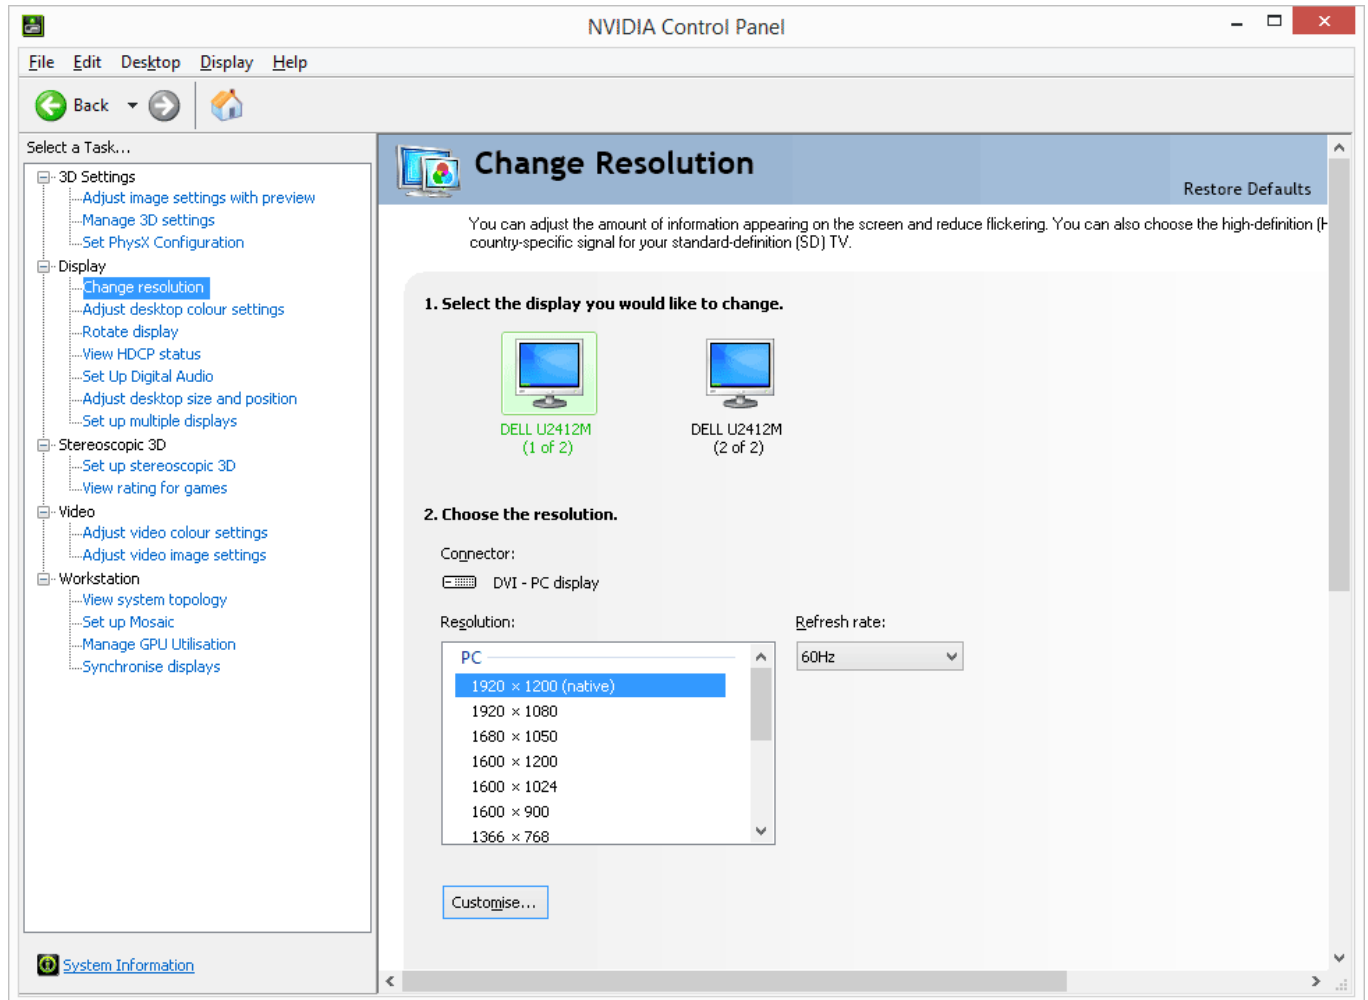 NVIDIA Control Panel
File Edit Desktop Display Help
Back
Select a Task...
3D Settings
Adjust image settings with preview
Manage 3D settings
Set PhysX Configuration
Display
Change resolution
Adjust desktop colour settings
Rotate display
View HDCP status
Set Up Digital Audio
Adjust desktop size and position
Set up multiple displays
Stereoscopic 3D
Set up stereoscopic 3D
View rating for games
Video
Adjust video colour settings
Adjust video image settings
Workstation
View system topology
Set up Mosaic
Manage GPU Utilisation
Synchronise displays
System Information
Change Resolution
Restore Defaults
You can adjust the amount of information appearing on the screen and reduce flickering. You can also choose the high-definition (H
country-specific signal for your standard-definition (SD) TV.
1. Select the display you would like to change.
DELL U2412M
(1 of 2)
DELL U2412M
(2 of 2)
2. Choose the resolution.
Connector:
DVI - PC display
Resolution:
Refresh rate:
PC
60Hz
1920 × 1200 (native)
1920 × 1080
1680 × 1050
1600 × 1200
1600 × 1024
1600 × 900
1366 × 768
Customise...